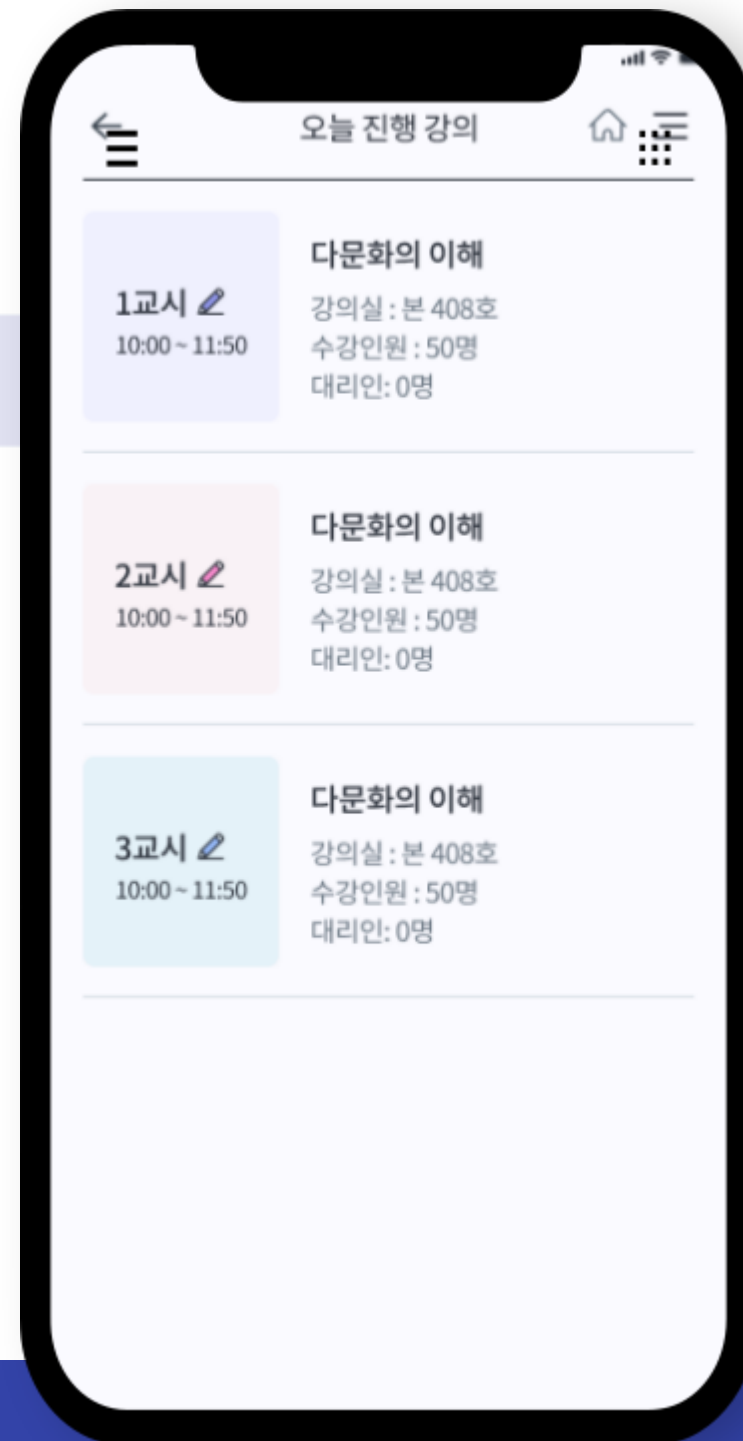 오늘 진행 강의
1교시
10:00 ~ 11:50
다문화의 이해
강의실 : 본 408호
수강인원 : 50명
대리인: 0명
2교시
10:00 ~ 11:50
다문화의 이해
강의실 : 본 408호
수강인원 : 50명
대리인: 0명
3교시
10:00 ~ 11:50
다문화의 이해
강의실 : 본 408호
수강인원 : 50명
대리인: 0명